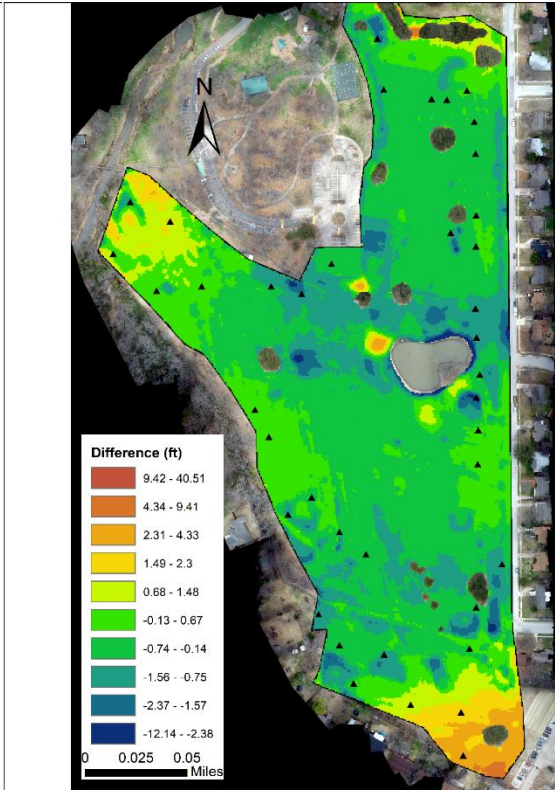 N
Difference (ft)
9.42 - 40.51
4.34 - 9.41
2.31 - 4.33
1.49 - 2.3
0.68 - 1.48
-0.13 - 0.67
-0.74 - -0.14
-1.56 - -0.75
-2.37 - -1.57
-12.14 - -2.38
0 0.025 0.05
Miles